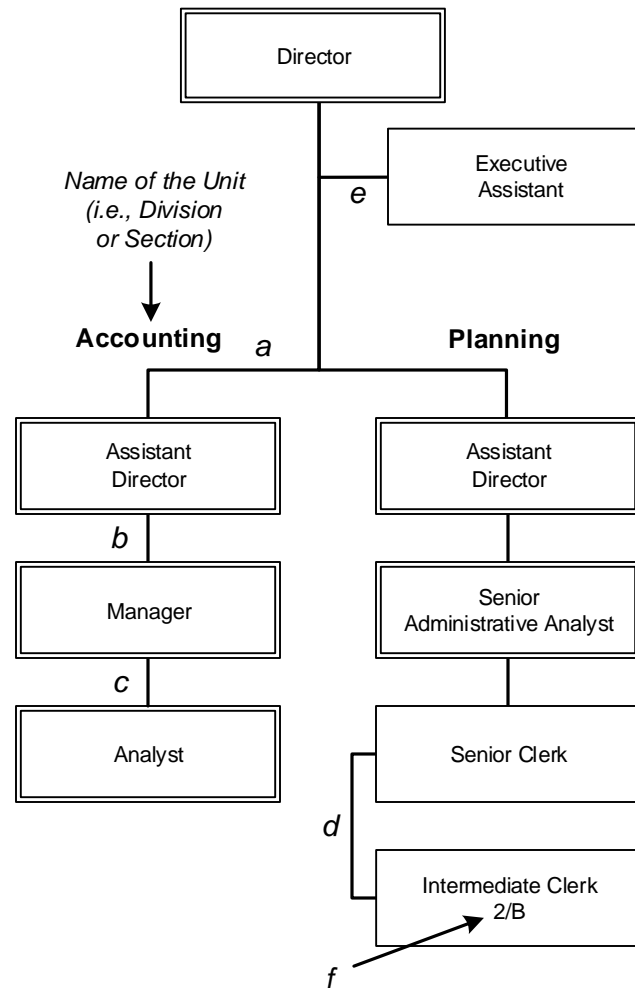 Director
Executive
Assistant
e
Name of the Unit
(i.e., Division
or Section)
Accounting
a
Planning
Assistant
Director
Assistant
Director
b
Manager
Senior
Administrative Analyst
c
Analyst
Senior Clerk
d
Intermediate Clerk
2/B
f